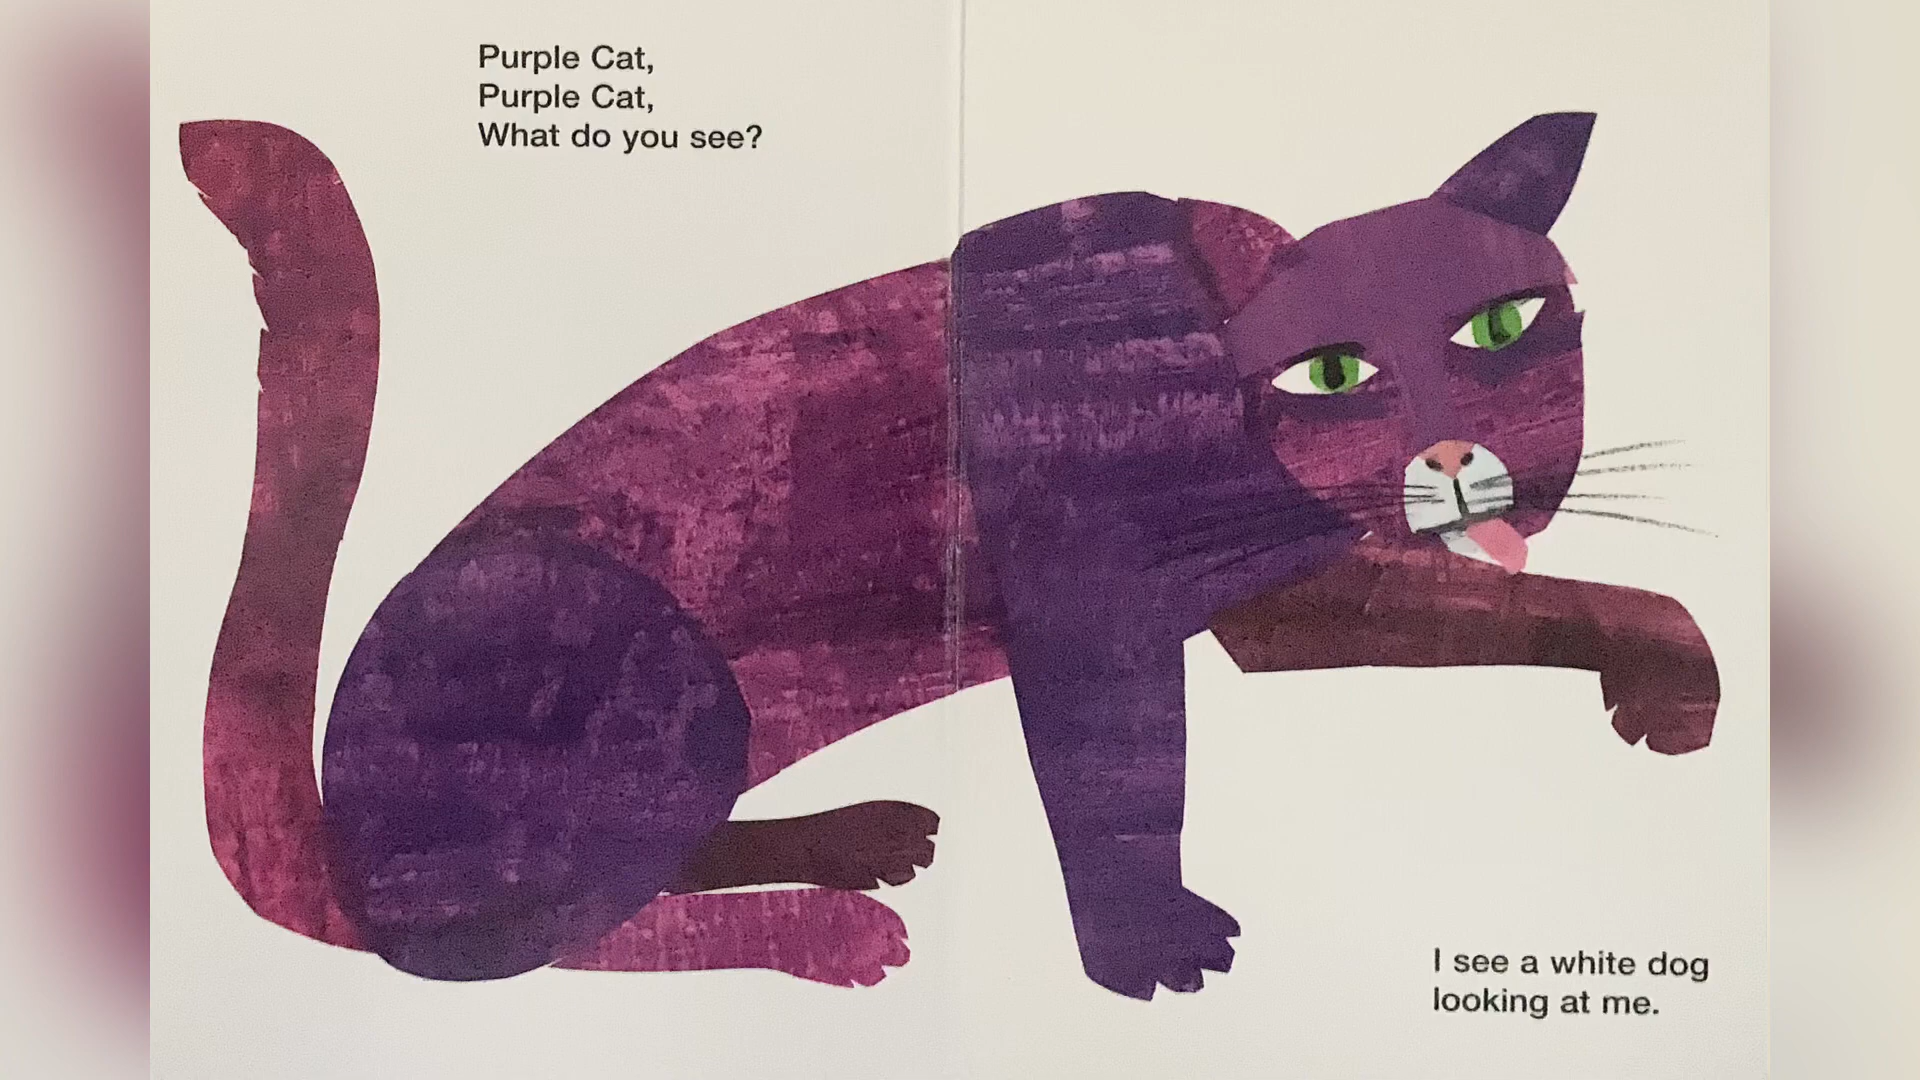 Purple Cat,
Purple Cat,
What do you see?
I see a white dog
looking at me.